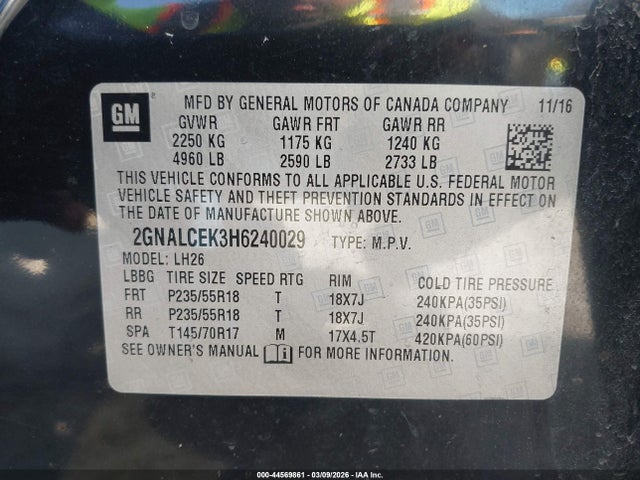 GM
MFD BY GENERAL MOTORS OF CANADA COMPANY 11/16
GVWR GAWR FRT GAWR RR
2250 KG 1175 KG 1240 KG
4960 LB 2590 LB 2733 LB
THIS VEHICLE CONFORMS TO ALL APPLICABLE U.S. FEDERAL MOTOR
VEHICLE SAFETY AND THEFT PREVENTION STANDARDS IN EFFECT ON
THE DATE OF MANUFACTURE SHOWN ABOVE.
2GNALCEK3H6240029 TYPE: M.P.V.
MODEL: LH26
LBBG TIRE SIZE SPEED RTG RIM COLD TIRE PRESSURE
FRT P235/55R18 T 18X7J 240KPA(35PSI)
RR P235/55R18 T 18X7J 240KPA(35PSI)
SPA T145/70R17 M 17X4.5T 420KPA(60PSI)
SEE OWNER'S MANUAL FOR MORE INFORMATION.
000-44569861 | 03/09/2026 | IAA Inc.